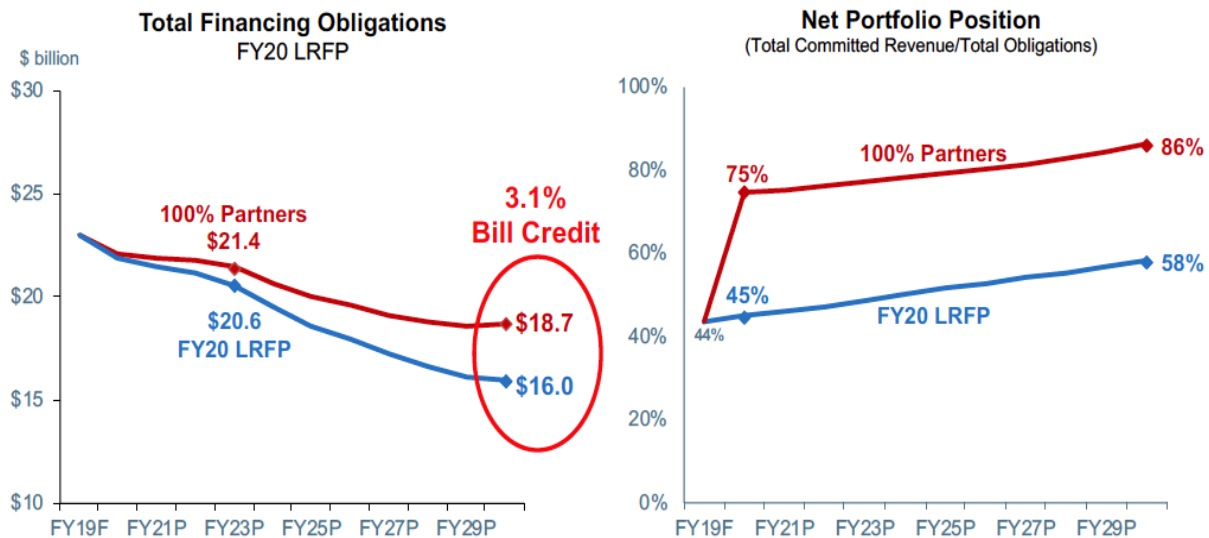 Total Financing Obligations
FY20 LRFP
$ billion
$30
$25
$20
$15
$10
100% Partners
$21.4
$20.6
FY20 LRFP
3.1%
Bill Credit
$18.7
$16.0
FY19F FY21P FY23P FY25P FY27P FY29P
Net Portfolio Position
(Total Committed Revenue/Total Obligations)
100%
80%
60%
40%
20%
0%
75%
100% Partners
86%
45%
44%
FY20 LRFP
58%
FY19F FY21P FY23P FY25P FY27P FY29P